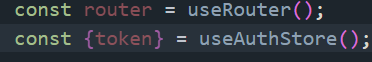 const router = useRouter();
const {token} = useAuthStore();